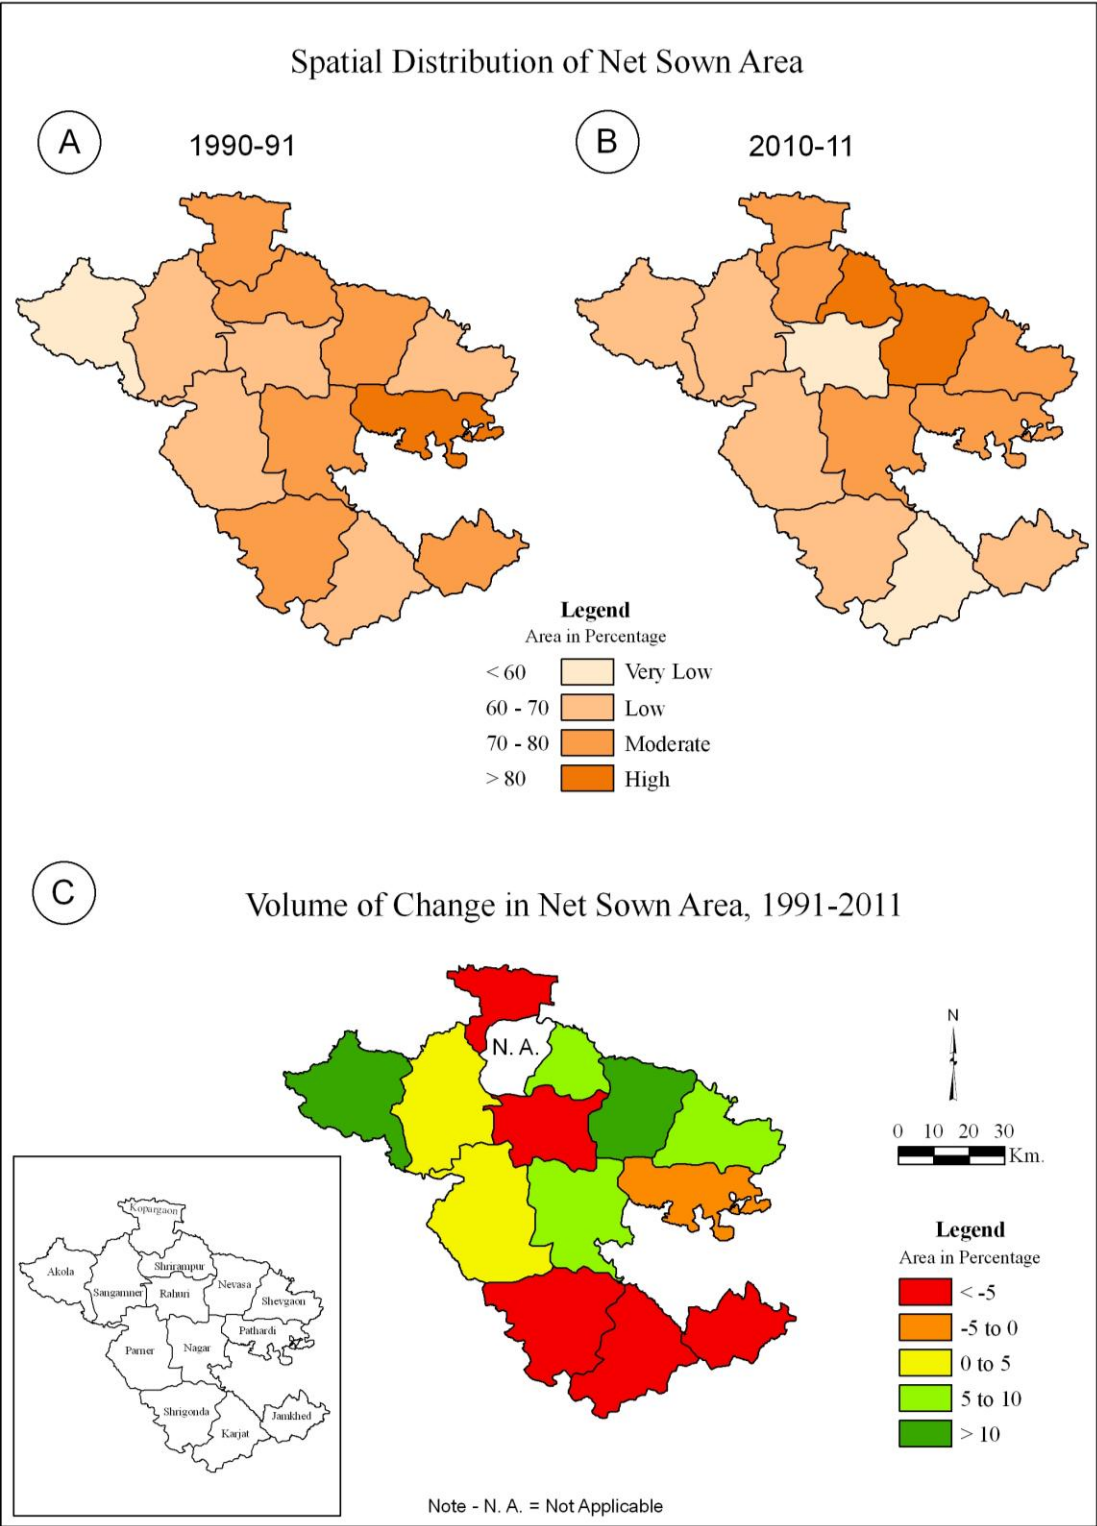 Spatial Distribution of Net Sown Area
A
1990-91
B
2010-11
Legend
Area in Percentage
< 60 Very Low
60 - 70 Low
70 - 80 Moderate
> 80 High
C
Volume of Change in Net Sown Area, 1991-2011
N. A.
N
0 10 20 30
Km.
Legend
Area in Percentage
< -5
-5 to 0
0 to 5
5 to 10
> 10
Kopargaon
Akola
Shrirampur
Sangamner
Rahuri
Nevasa
Shevgaon
Parner
Nagar
Pathardi
Shrigonda
Karjat
Jamkhed
Note - N. A. = Not Applicable